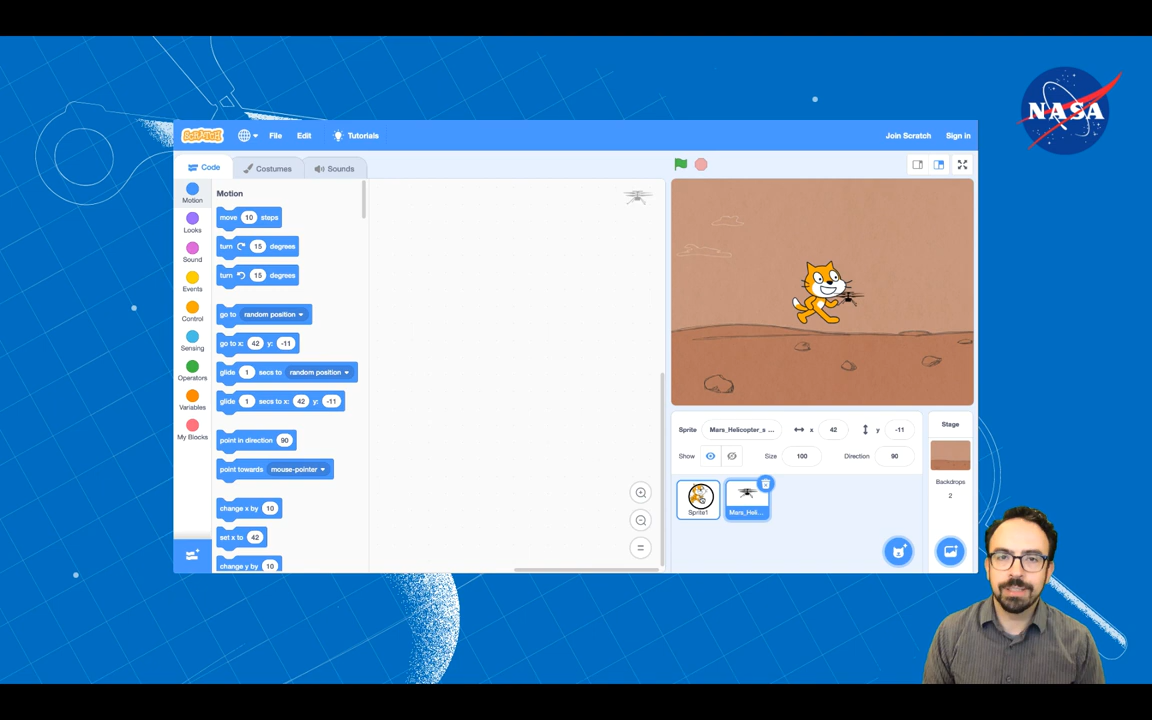 NASA
SCRATCH
File
Edit
Tutorials
Join Scratch
Sign in
Code
Costumes
Sounds
Motion
Looks
Sound
Events
Control
Sensing
Operators
Variables
My Blocks
Motion
move 10 steps
turn 15 degrees
turn 15 degrees
go to random position
go to x: 42 y: -11
glide 1 secs to random position
glide 1 secs to x: 42 y: -11
point in direction 90
point towards mouse-pointer
change x by 10
set x to 42
change y by 10
Sprite Mars_Helicopter_s ... x 42 y -11
Show Size 100 Direction 90
Sprite1
Mars_Heli...
Stage
Backdrops
2